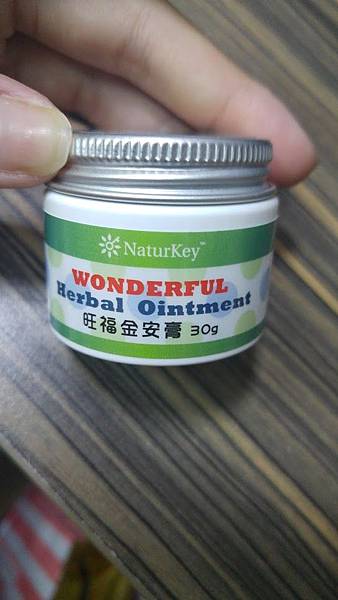 NaturKey™
WONDERFUL
Herbal Ointment
旺福金安膏 30g